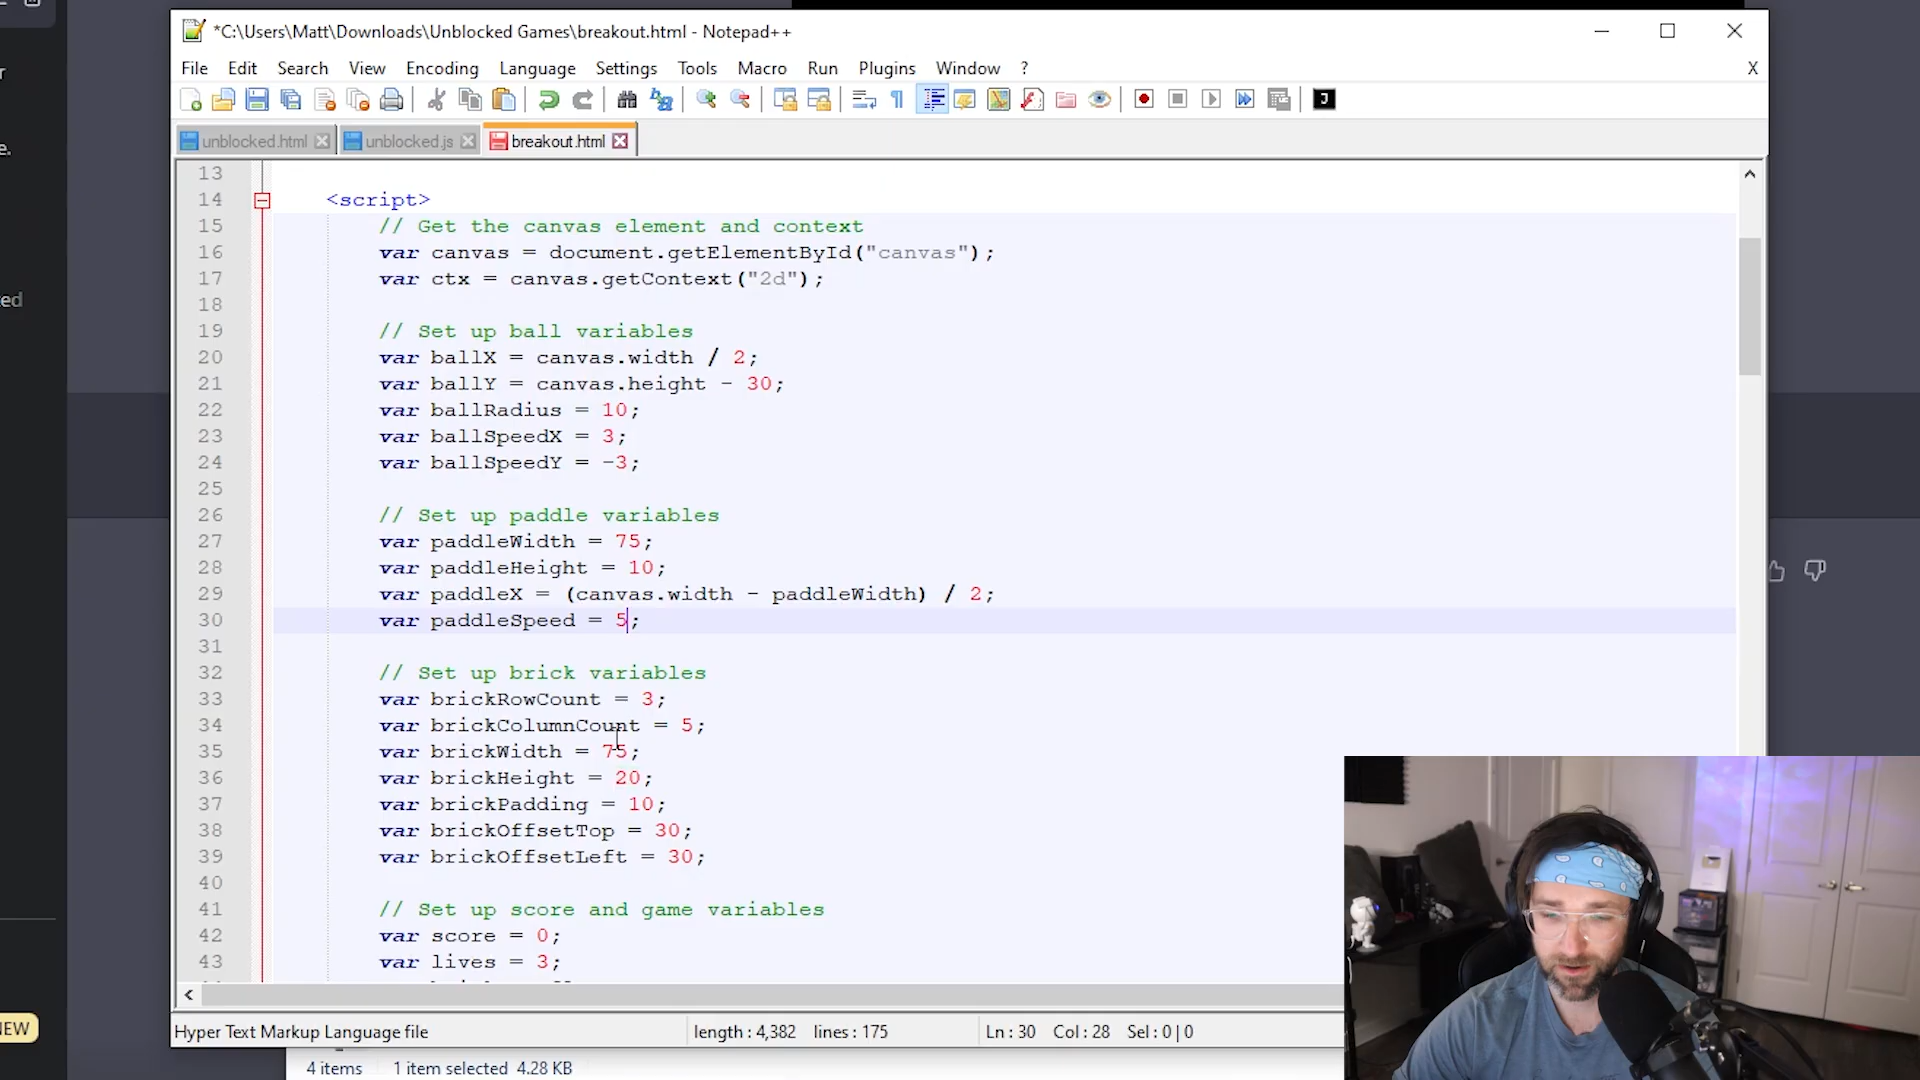 *C:\Users\Matt\Downloads\Unblocked Games\breakout.html - Notepad++
File Edit Search View Encoding Language Settings Tools Macro Run Plugins Window ? X
unblocked.html unblocked.js breakout.html
13
14 <script>
15 // Get the canvas element and context
16 var canvas = document.getElementById("canvas");
17 var ctx = canvas.getContext("2d");
18
19 // Set up ball variables
20 var ballX = canvas.width / 2;
21 var ballY = canvas.height - 30;
22 var ballRadius = 10;
23 var ballSpeedX = 3;
24 var ballSpeedY = -3;
25
26 // Set up paddle variables
27 var paddleWidth = 75;
28 var paddleHeight = 10;
29 var paddleX = (canvas.width - paddleWidth) / 2;
30 var paddleSpeed = 5;
31
32 // Set up brick variables
33 var brickRowCount = 3;
34 var brickColumnCount = 5;
35 var brickWidth = 75;
36 var brickHeight = 20;
37 var brickPadding = 10;
38 var brickOffsetTop = 30;
39 var brickOffsetLeft = 30;
40
41 // Set up score and game variables
42 var score = 0;
43 var lives = 3;
Hyper Text Markup Language file length : 4,382 lines : 175 Ln : 30 Col : 28 Sel : 0 | 0
4 items 1 item selected 4.28 KB